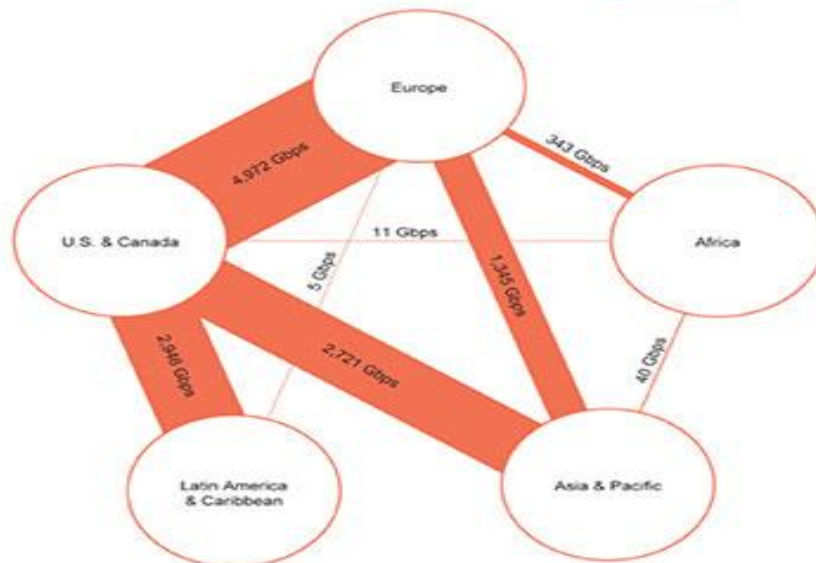 Europe
4,972 Gbps
343 Gbps
U.S. & Canada
11 Gbps
Africa
5 Gbps
1,345 Gbps
2,946 Gbps
2,721 Gbps
40 Gbps
Latin America
& Caribbean
Asia & Pacific